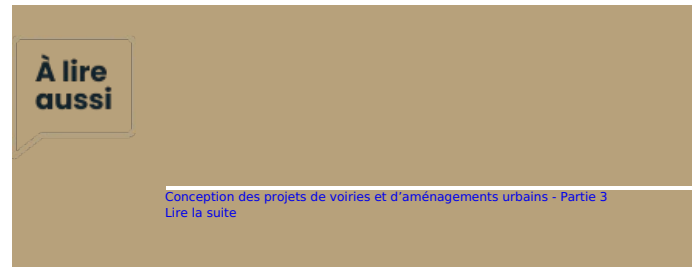 À lire
aussi
Conception des projets de voiries et d’aménagements urbains - Partie 3
Lire la suite